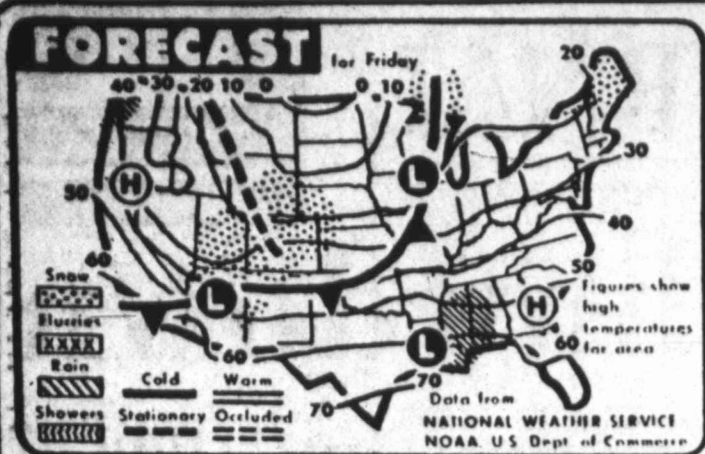 FORECAST
for Friday
40 30 20 10 0 0 10 20
H
L
50
30
40
60
50
Snow
L
H
Figures show
high
temperatures
for area
Flurries
XXXX
Rain
60
L
60
70
70
Cold Warm
Showers
Stationary Occluded
Data from
NATIONAL WEATHER SERVICE
NOAA, U.S. Dept. of Commerce